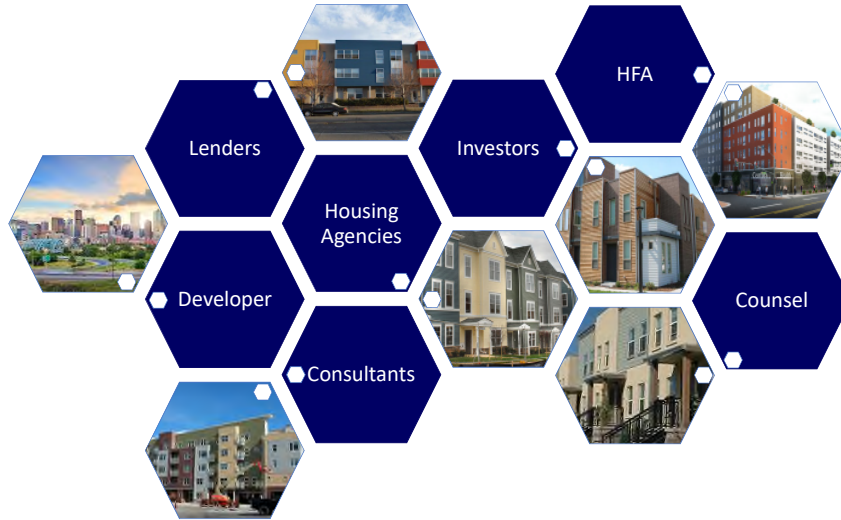 HFA
Lenders
Investors
Housing
Agencies
Developer
Counsel
Consultants